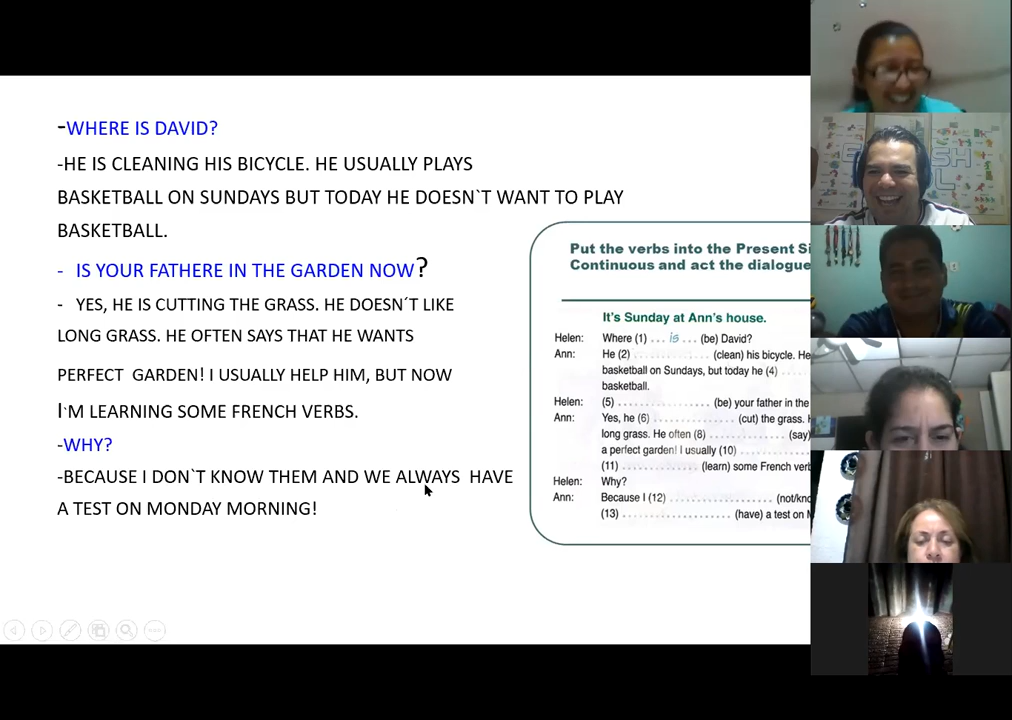 -WHERE IS DAVID?
-HE IS CLEANING HIS BICYCLE. HE USUALLY PLAYS
BASKETBALL ON SUNDAYS BUT TODAY HE DOESN`T WANT TO PLAY
BASKETBALL.
- IS YOUR FATHERE IN THE GARDEN NOW?
- YES, HE IS CUTTING THE GRASS. HE DOESN´T LIKE
LONG GRASS. HE OFTEN SAYS THAT HE WANTS
PERFECT GARDEN! I USUALLY HELP HIM, BUT NOW
I`M LEARNING SOME FRENCH VERBS.
-WHY?
-BECAUSE I DON`T KNOW THEM AND WE ALWAYS HAVE
A TEST ON MONDAY MORNING!
Put the verbs into the Present Si
Continuous and act the dialogue
It's Sunday at Ann's house.
Helen: Where (1) ... is ... (be) David?
Ann: He (2) .............. (clean) his bicycle. He
basketball on Sundays, but today he (4) .....
basketball.
Helen: (5) .............. (be) your father in the
Ann: Yes, he (6) .............. (cut) the grass. H
long grass. He often (8) .............. (say)
a perfect garden! I usually (10) ..............
(11) .............. (learn) some French verb
Helen: Why?
Ann: Because I (12) .............. (not/kno
(13) .............. (have) a test on M